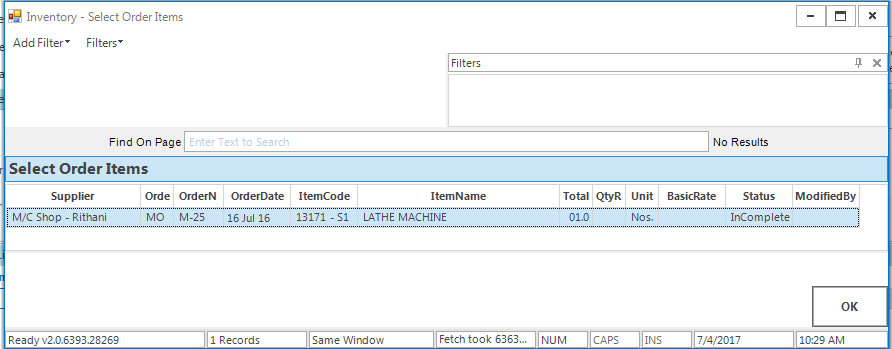 Inventory - Select Order Items
Add Filter Filters
Filters
Find On Page Enter Text to Search No Results
Select Order Items
Supplier Orde OrderN OrderDate ItemCode ItemName Total QtyR Unit BasicRate Status ModifiedBy
M/C Shop - Rithani MO M-25 16 Jul 16 13171 - S1 LATHE MACHINE 01.0 Nos. InComplete
OK
Ready v2.0.6393.28269 1 Records Same Window Fetch took 6363... NUM CAPS INS 7/4/2017 10:29 AM